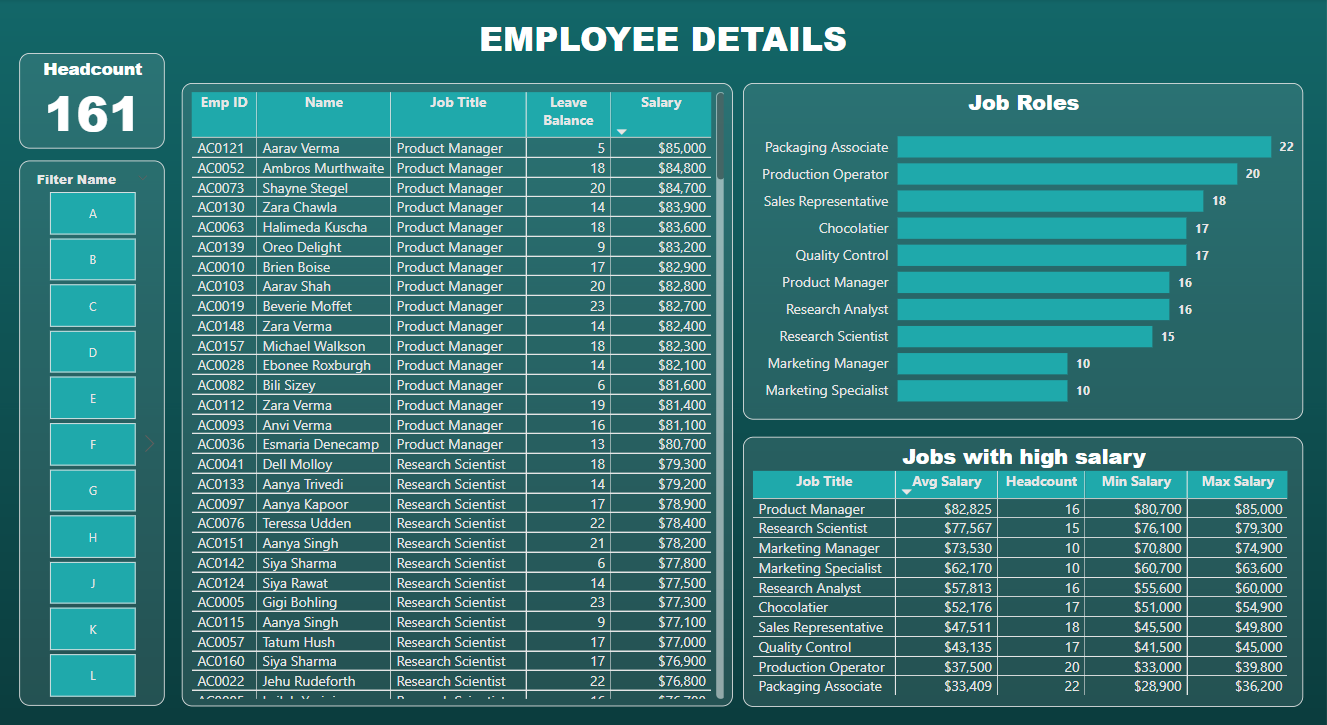 EMPLOYEE DETAILS
Headcount
161
Filter Name
A
B
C
D
E
F
G
H
J
K
L
Emp ID Name Job Title Leave Balance Salary
AC0121 Aarav Verma Product Manager 5 $85,000
AC0052 Ambros Murthwaite Product Manager 18 $84,800
AC0073 Shayne Stegel Product Manager 20 $84,700
AC0130 Zara Chawla Product Manager 14 $83,900
AC0063 Halimeda Kuscha Product Manager 18 $83,600
AC0139 Oreo Delight Product Manager 9 $83,200
AC0010 Brien Boise Product Manager 17 $82,900
AC0103 Aarav Shah Product Manager 20 $82,800
AC0019 Beverie Moffet Product Manager 23 $82,700
AC0148 Zara Verma Product Manager 14 $82,400
AC0157 Michael Walkson Product Manager 18 $82,300
AC0028 Ebonee Roxburgh Product Manager 14 $82,100
AC0082 Bili Sizey Product Manager 6 $81,600
AC0112 Zara Verma Product Manager 19 $81,400
AC0093 Anvi Verma Product Manager 16 $81,100
AC0036 Esmaria Denecamp Product Manager 13 $80,700
AC0041 Dell Molloy Research Scientist 18 $79,300
AC0133 Aanya Trivedi Research Scientist 14 $79,200
AC0097 Aanya Kapoor Research Scientist 17 $78,900
AC0076 Teressa Udden Research Scientist 22 $78,400
AC0151 Aanya Singh Research Scientist 21 $78,200
AC0142 Siya Sharma Research Scientist 6 $77,800
AC0124 Siya Rawat Research Scientist 14 $77,500
AC0005 Gigi Bohling Research Scientist 23 $77,300
AC0115 Aanya Singh Research Scientist 9 $77,100
AC0057 Tatum Hush Research Scientist 17 $77,000
AC0160 Siya Sharma Research Scientist 17 $76,900
AC0022 Jehu Rudeforth Research Scientist 22 $76,800
Job Roles
Packaging Associate 22
Production Operator 20
Sales Representative 18
Chocolatier 17
Quality Control 17
Product Manager 16
Research Analyst 16
Research Scientist 15
Marketing Manager 10
Marketing Specialist 10
Jobs with high salary
Job Title Avg Salary Headcount Min Salary Max Salary
Product Manager $82,825 16 $80,700 $85,000
Research Scientist $77,567 15 $76,100 $79,300
Marketing Manager $73,530 10 $70,800 $74,900
Marketing Specialist $62,170 10 $60,700 $63,600
Research Analyst $57,813 16 $55,600 $60,000
Chocolatier $52,176 17 $51,000 $54,900
Sales Representative $47,511 18 $45,500 $49,800
Quality Control $43,135 17 $41,500 $45,000
Production Operator $37,500 20 $33,000 $39,800
Packaging Associate $33,409 22 $28,900 $36,200